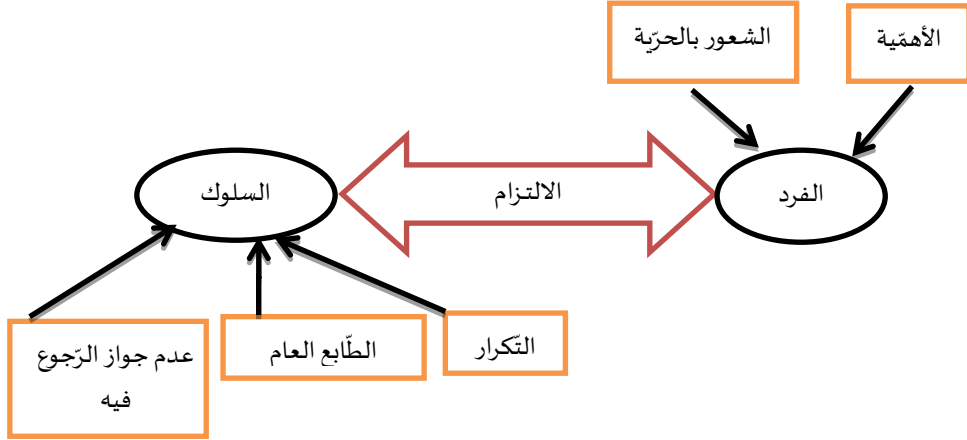 الأهمّية
الشعور بالحرّية
الفرد
الالتزام
السلوك
التّكرار
الطّابع العام
عدم جواز الرّجوع
فيه